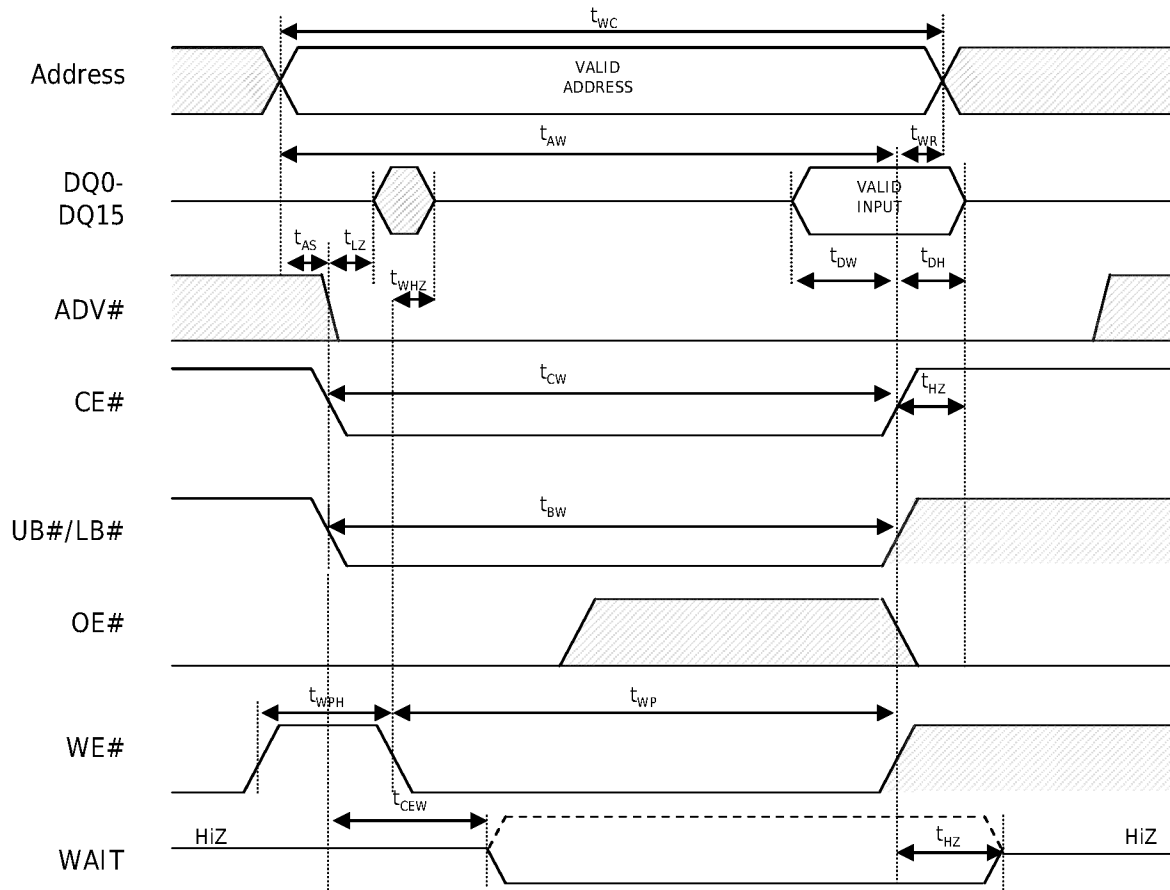 tWC
Address
VALID
ADDRESS
tAW
tWR
DQ0-
DQ15
VALID
INPUT
tAS
tLZ
tWHZ
tDW
tDH
ADV#
CE#
tCW
tHZ
UB#/LB#
tBW
OE#
tWPH
tWP
WE#
tCEW
WAIT
HiZ
tHZ
HiZ